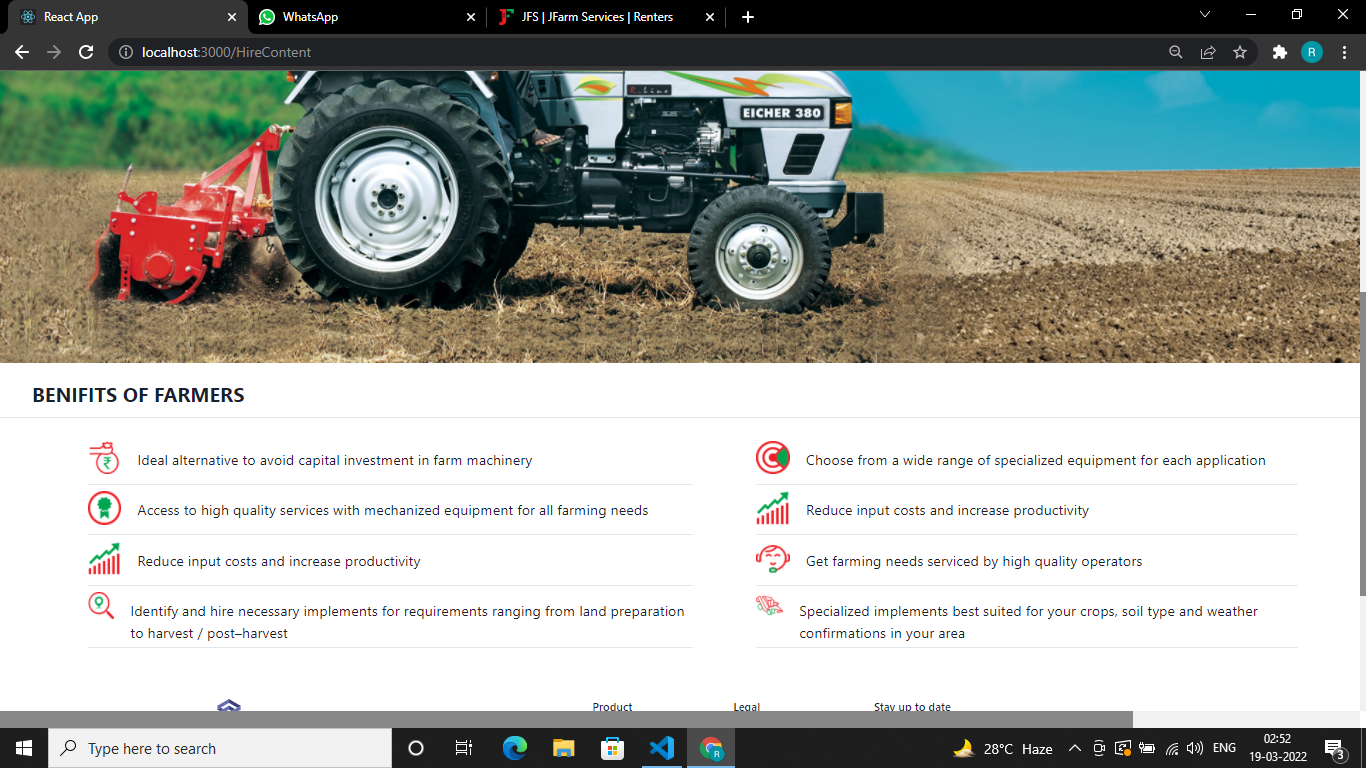 React App
WhatsApp
JFS | JFarm Services | Renters
localhost:3000/HireContent
R
R_Line
EICHER 380
BENIFITS OF FARMERS
Ideal alternative to avoid capital investment in farm machinery
Choose from a wide range of specialized equipment for each application
Access to high quality services with mechanized equipment for all farming needs
Reduce input costs and increase productivity
Reduce input costs and increase productivity
Get farming needs serviced by high quality operators
Identify and hire necessary implements for requirements ranging from land preparation
to harvest / post–harvest
Specialized implements best suited for your crops, soil type and weather
confirmations in your area
Product
Legal
Stay up to date
Type here to search
R
28°C Haze
ENG
02:52
19-03-2022
3